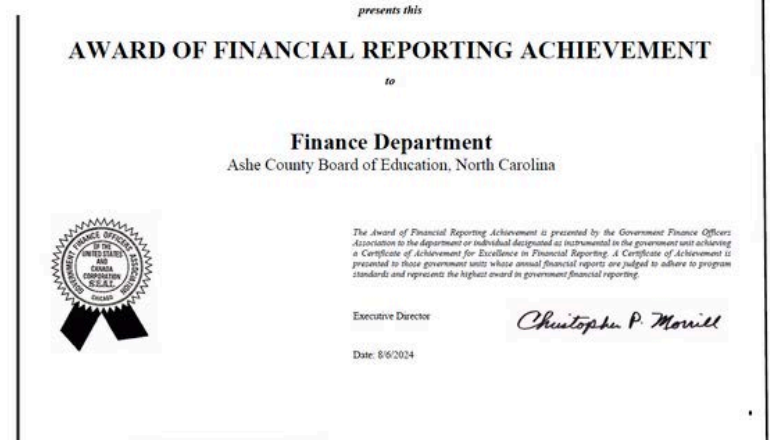 presents this
AWARD OF FINANCIAL REPORTING ACHIEVEMENT
to
Finance Department
Ashe County Board of Education, North Carolina
The Award of Financial Reporting Achievement is presented by the Government Finance Officers
Association to the department or individual designated as instrumental in the government unit achieving
a Certificate of Achievement for Excellence in Financial Reporting. A Certificate of Achievement is
presented to those government units whose annual financial reports are judged to adhere to program
standards and represents the highest award in government financial reporting.
GOVERNMENT FINANCE OFFICERS ASSOCIATION
OF THE
UNITED STATES
AND
CANADA
CORPORATION
SEAL
CHICAGO
Executive Director
Christopher P. Morrill
Date: 8/6/2024